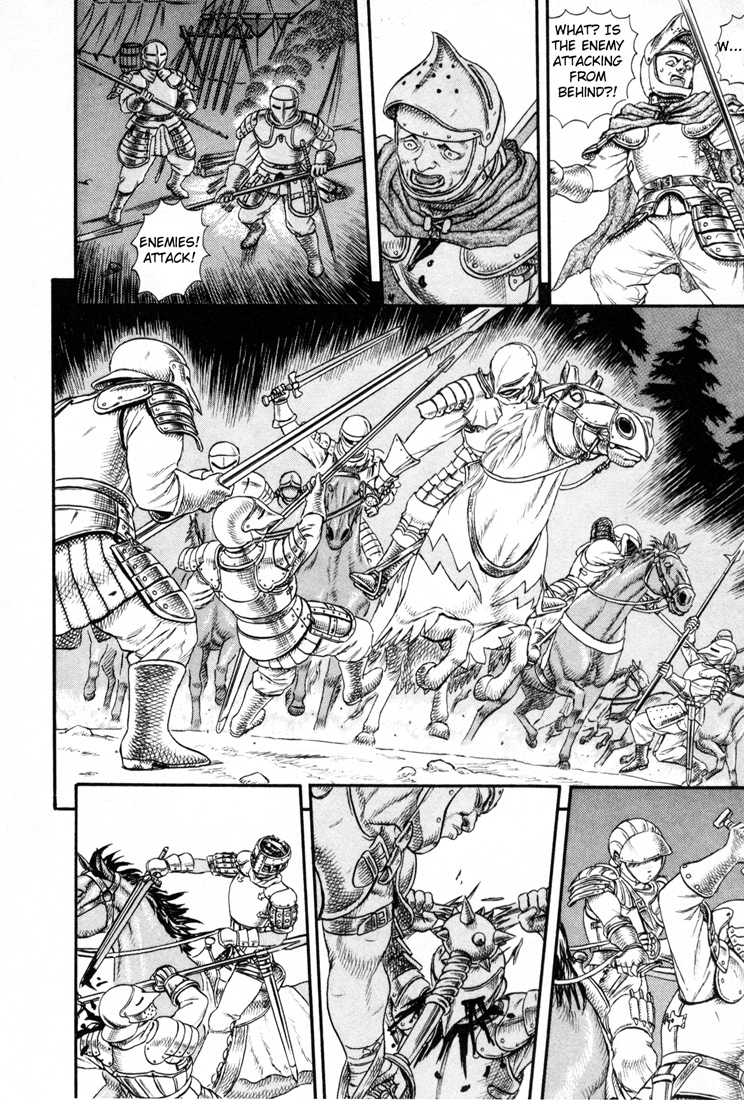 W...
WHAT? IS
THE ENEMY
ATTACKING
FROM
BEHIND?!
ENEMIES!
ATTACK!